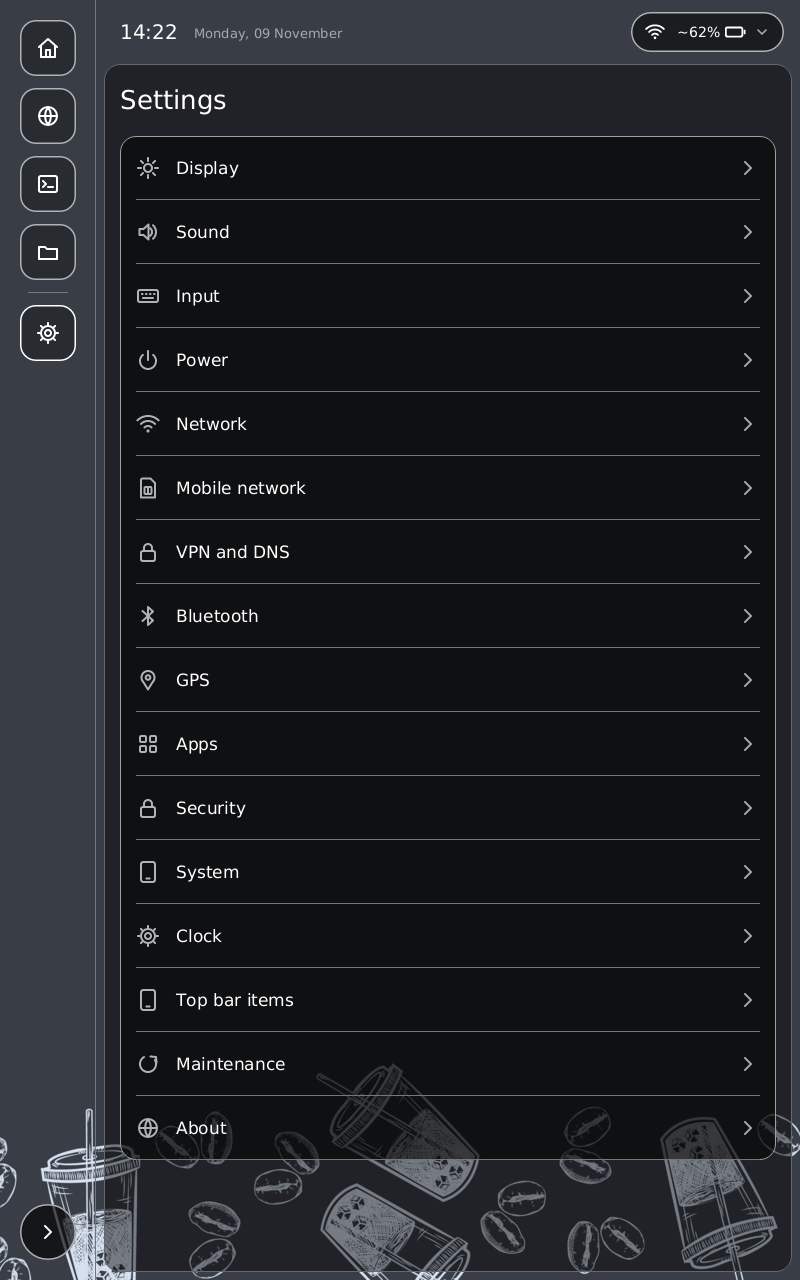 14:22 Monday, 09 November ~62%
Settings
Display
Sound
Input
Power
Network
Mobile network
VPN and DNS
Bluetooth
GPS
Apps
Security
System
Clock
Top bar items
Maintenance
About